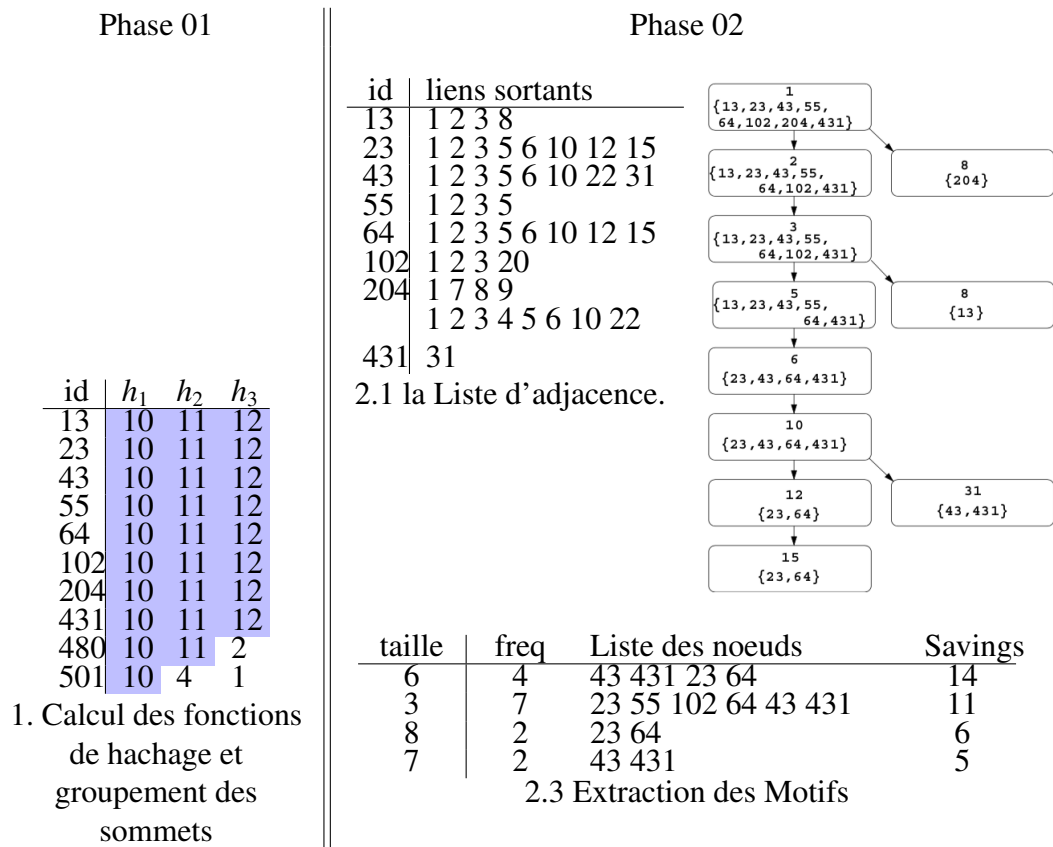 Phase 01
id h1 h2 h3
13 10 11 12
23 10 11 12
43 10 11 12
55 10 11 12
64 10 11 12
102 10 11 12
204 10 11 12
431 10 11 12
480 10 11 2
501 10 4 1
1. Calcul des fonctions
de hachage et
groupement des
sommets
Phase 02
id liens sortants
13 1 2 3 8
23 1 2 3 5 6 10 12 15
43 1 2 3 5 6 10 22 31
55 1 2 3 5
64 1 2 3 5 6 10 12 15
102 1 2 3 20
204 1 7 8 9
1 2 3 4 5 6 10 22
431 31
2.1 la Liste d'adjacence.
1
{13,23,43,55,
64,102,204,431}
2
{13,23,43,55,
64,102,431}
8
{204}
3
{13,23,43,55,
64,102,431}
5
{13,23,43,55,
64,431}
8
{13}
6
{23,43,64,431}
10
{23,43,64,431}
12
{23,64}
31
{43,431}
15
{23,64}
taille freq Liste des noeuds Savings
6 4 43 431 23 64 14
3 7 23 55 102 64 43 431 11
8 2 23 64 6
7 2 43 431 5
2.3 Extraction des Motifs